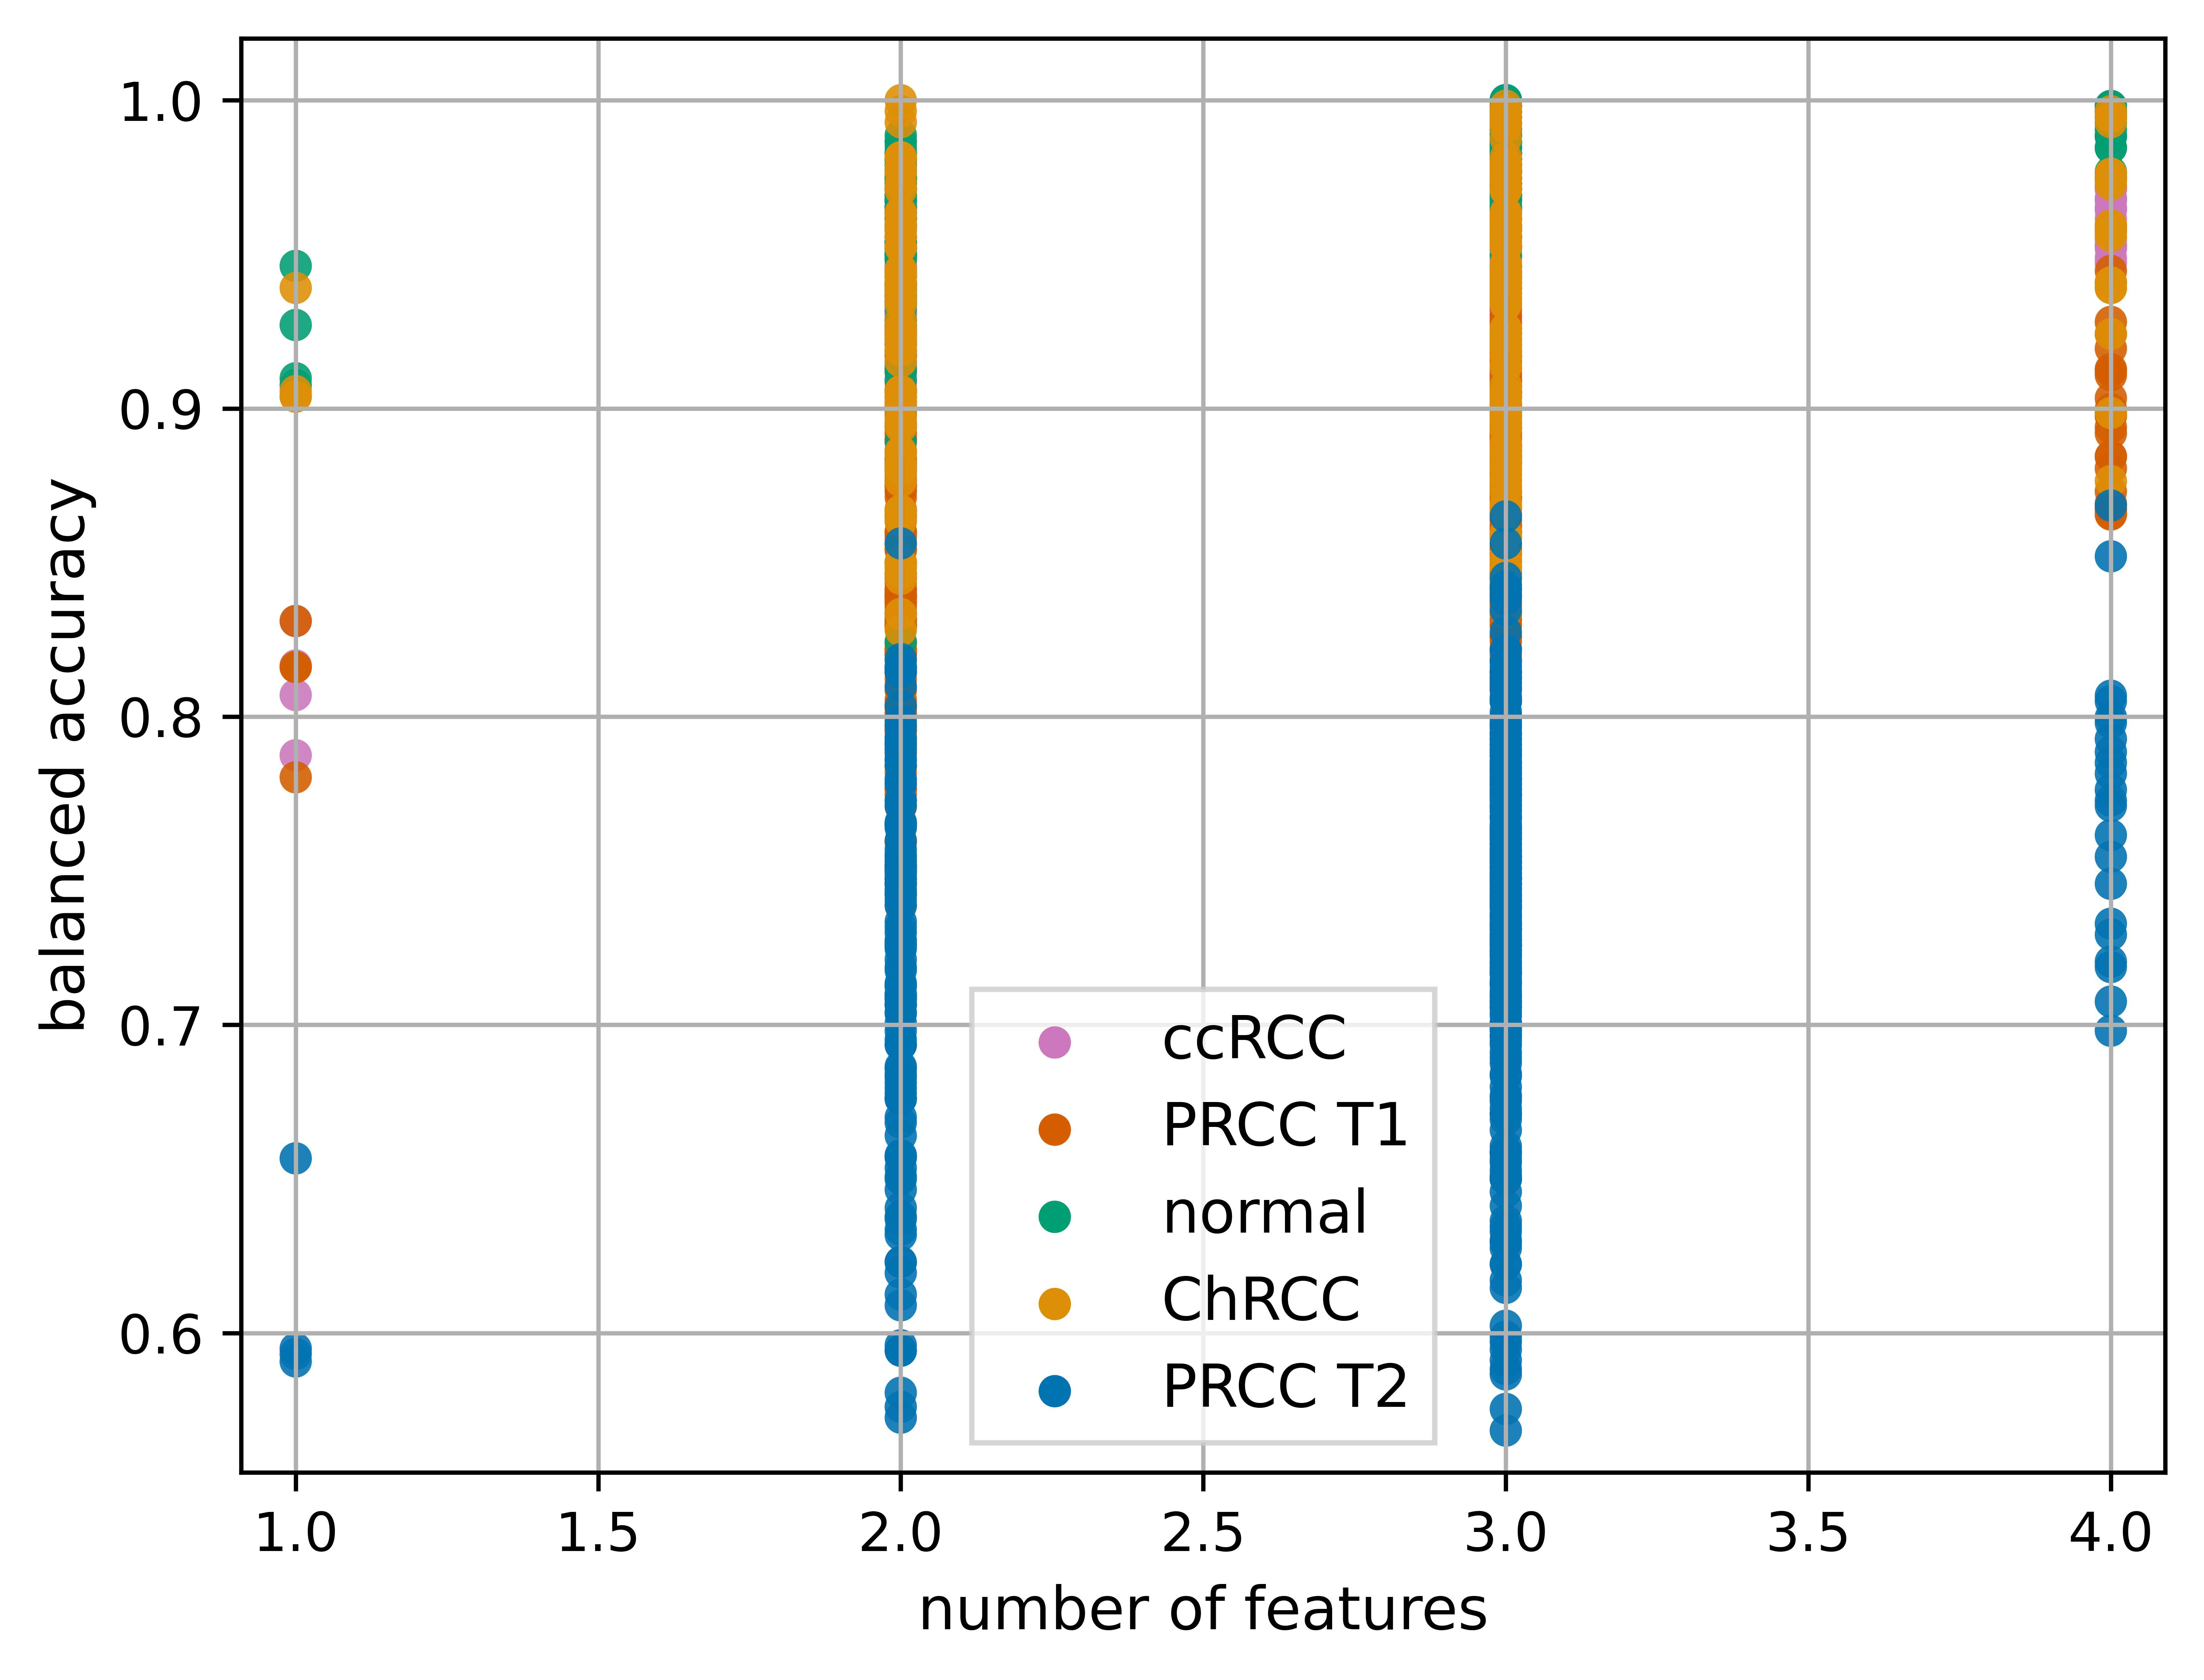 1.0
0.9
0.8
0.7
0.6
balanced accuracy
ccRCC
PRCC T1
normal
ChRCC
PRCC T2
1.0 1.5 2.0 2.5 3.0 3.5 4.0
number of features